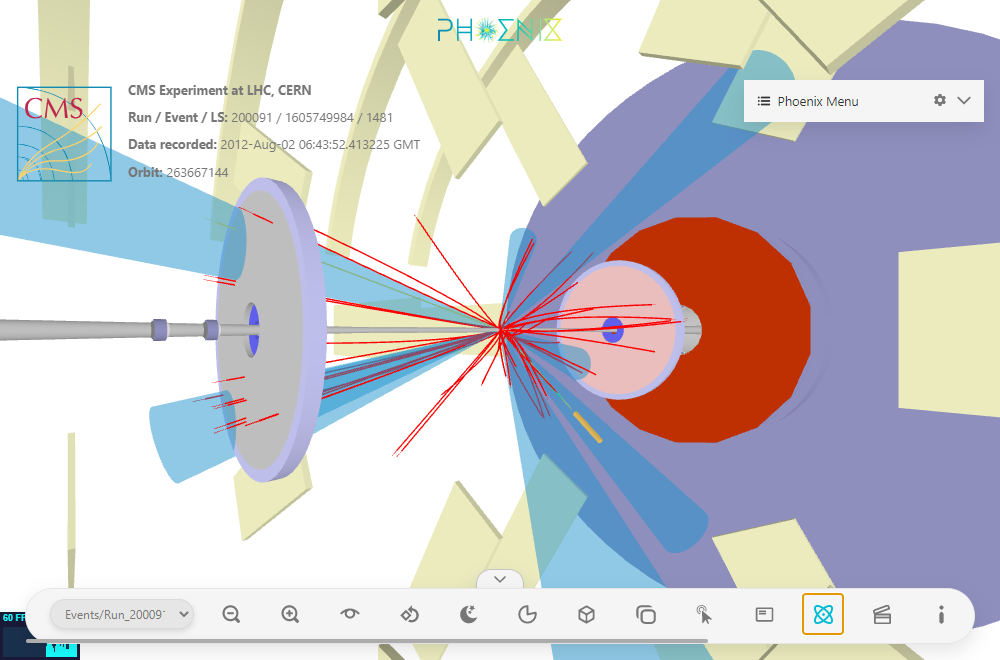 PHOENIX
CMS
CMS Experiment at LHC, CERN
Run / Event / LS: 200091 / 1605749984 / 1481
Data recorded: 2012-Aug-02 06:43:52.413225 GMT
Orbit: 263667144
Phoenix Menu
Events/Run_20009
60 FP